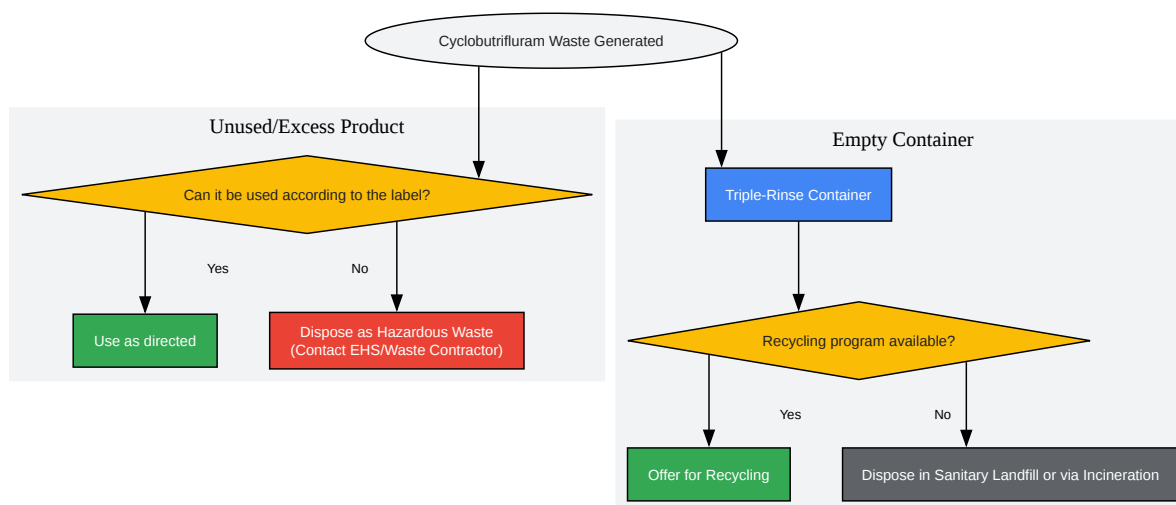 Cyclobutrifluram Waste Generated
Unused/Excess Product
Can it be used according to the label?
Yes
No
Use as directed
Dispose as Hazardous Waste
(Contact EHS/Waste Contractor)
Empty Container
Triple-Rinse Container
Recycling program available?
Yes
No
Offer for Recycling
Dispose in Sanitary Landfill or via Incineration